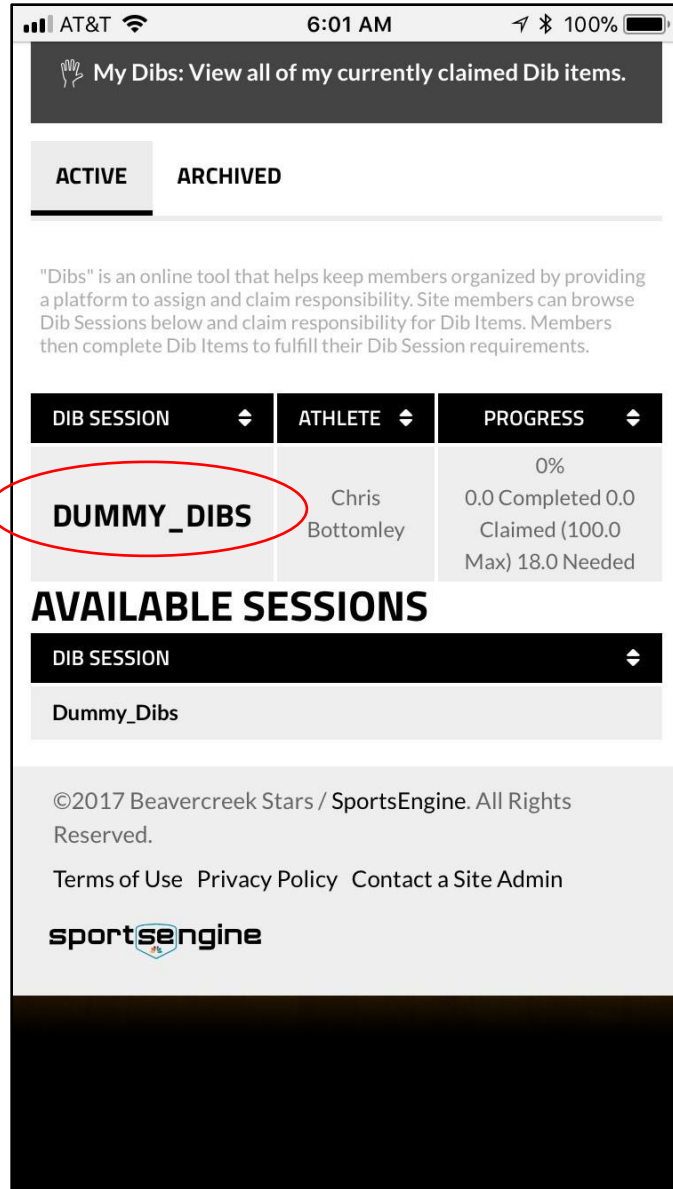 AT&T 6:01 AM 100%
My Dibs: View all of my currently claimed Dib items.
ACTIVE ARCHIVED
"Dibs" is an online tool that helps keep members organized by providing
a platform to assign and claim responsibility. Site members can browse
Dib Sessions below and claim responsibility for Dib Items. Members
then complete Dib Items to fulfill their Dib Session requirements.
DIB SESSION ATHLETE PROGRESS
DUMMY_DIBS
Chris
Bottomley
0%
0.0 Completed 0.0
Claimed (100.0
Max) 18.0 Needed
AVAILABLE SESSIONS
DIB SESSION
Dummy_Dibs
©2017 Beavercreek Stars / SportsEngine. All Rights
Reserved.
Terms of Use Privacy Policy Contact a Site Admin
sportsengine